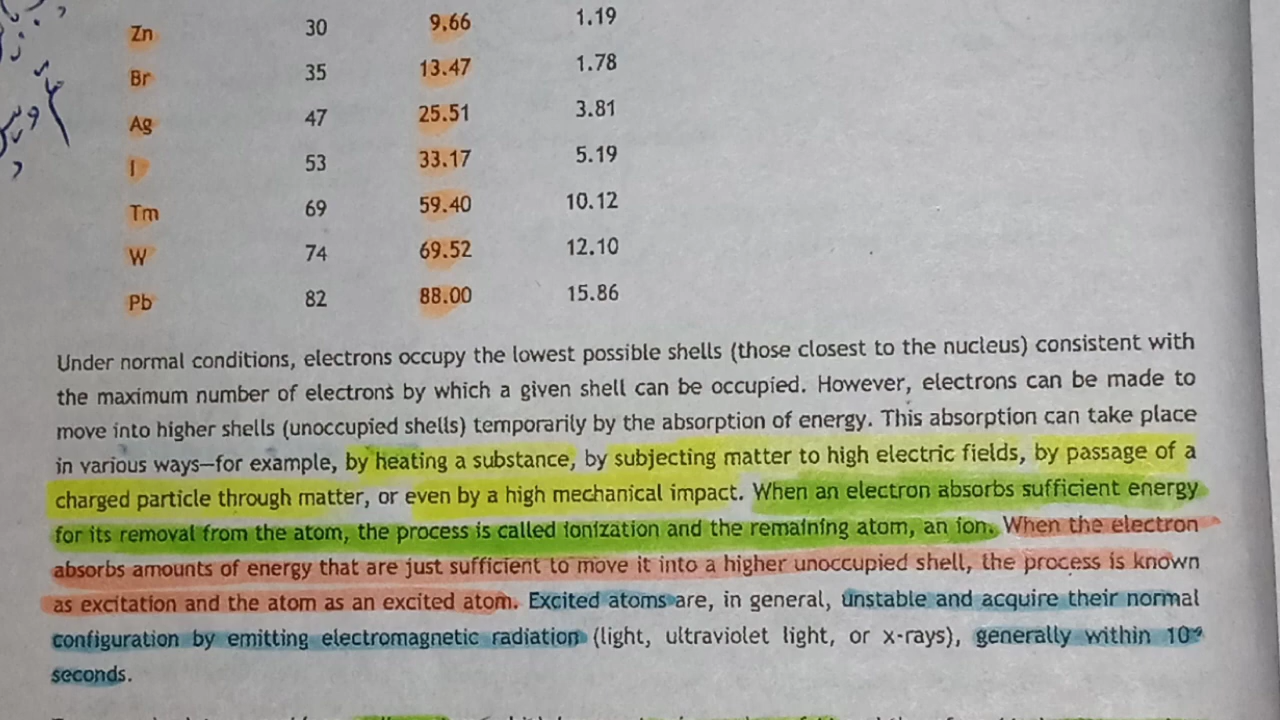 Zn 30 9.66 1.19
Br 35 13.47 1.78
Ag 47 25.51 3.81
I 53 33.17 5.19
Tm 69 59.40 10.12
W 74 69.52 12.10
Pb 82 88.00 15.86
Under normal conditions, electrons occupy the lowest possible shells (those closest to the nucleus) consistent with
the maximum number of electrons by which a given shell can be occupied. However, electrons can be made to
move into higher shells (unoccupied shells) temporarily by the absorption of energy. This absorption can take place
in various ways—for example, by heating a substance, by subjecting matter to high electric fields, by passage of a
charged particle through matter, or even by a high mechanical impact. When an electron absorbs sufficient energy
for its removal from the atom, the process is called ionization and the remaining atom, an ion. When the electron
absorbs amounts of energy that are just sufficient to move it into a higher unoccupied shell, the process is known
as excitation and the atom as an excited atom. Excited atoms are, in general, unstable and acquire their normal
configuration by emitting electromagnetic radiation (light, ultraviolet light, or x-rays), generally within 10⁻⁹
seconds.